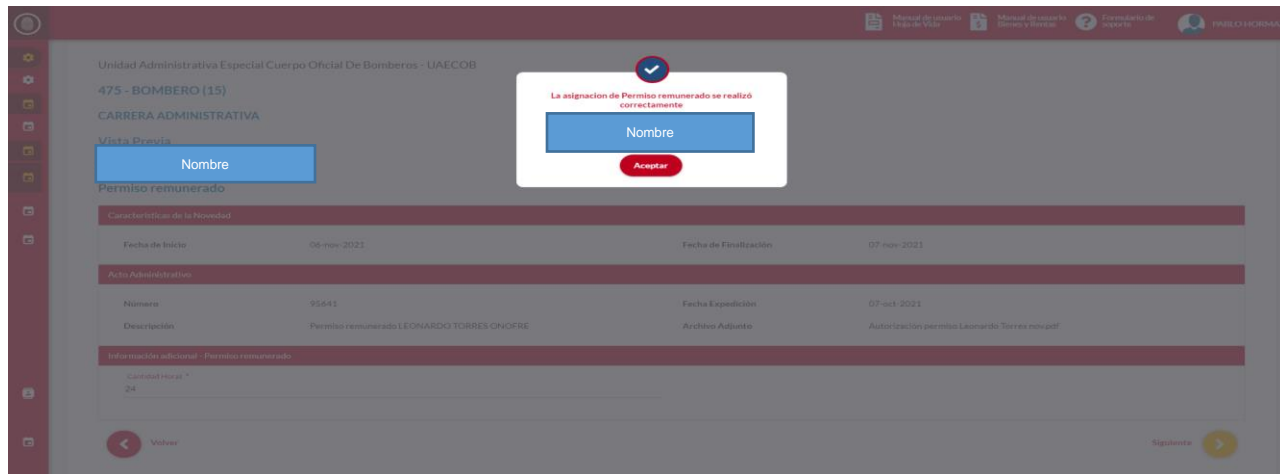 Manual de usuario
Hoja de Vida
Manual de usuario
Bienes y Rentas
Formulario de
soporte
PABLO HORMA
Unidad Administrativa Especial Cuerpo Oficial De Bomberos - UAECOB
475 - BOMBERO (15)
CARRERA ADMINISTRATIVA
Vista Previa
Nombre
Permiso remunerado
La asignacion de Permiso remunerado se realizó
correctamente
Nombre
Aceptar
Características de la Novedad
Fecha de Inicio 06-nov-2021 Fecha de Finalización 07-nov-2021
Acto Administrativo
Número 95641 Fecha Expedición 07-oct-2021
Descripción Permiso remunerado LEONARDO TORRES ONOFRE Archivo Adjunto Autorización permiso Leonardo Torres nov.pdf
Información adicional - Permiso remunerado
Cantidad Horas *
24
Volver Siguiente